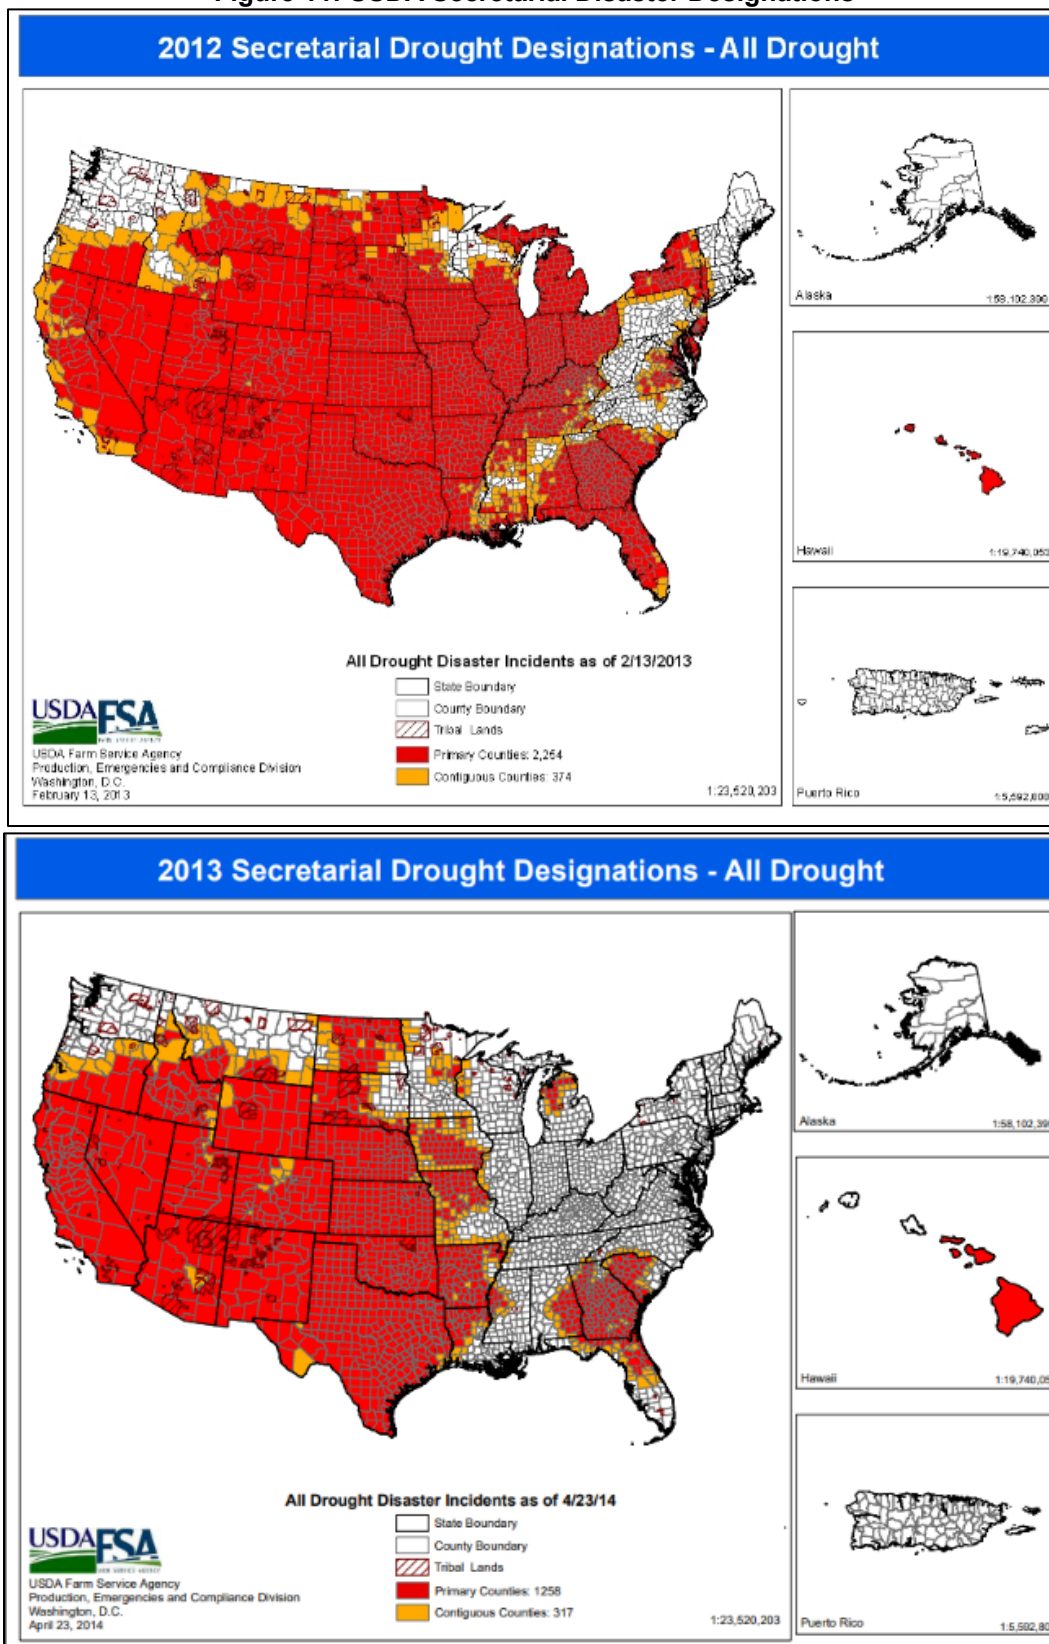 2012 Secretarial Drought Designations - All Drought
Alaska
Hawaii
Puerto Rico
All Drought Disaster Incidents as of 2/13/2013
State Boundary
County Boundary
Tribal Lands
Primary Counties: 2,254
Contiguous Counties: 374
1:23,520,203
USDA FSA
USDA Farm Service Agency
Production, Emergencies and Compliance Division
Washington, D.C.
February 13, 2013
2013 Secretarial Drought Designations - All Drought
Alaska
Hawaii
Puerto Rico
All Drought Disaster Incidents as of 4/23/14
State Boundary
County Boundary
Tribal Lands
Primary Counties: 1258
Contiguous Counties: 317
1:23,520,203
USDA FSA
USDA Farm Service Agency
Production, Emergencies and Compliance Division
Washington, D.C.
April 23, 2014